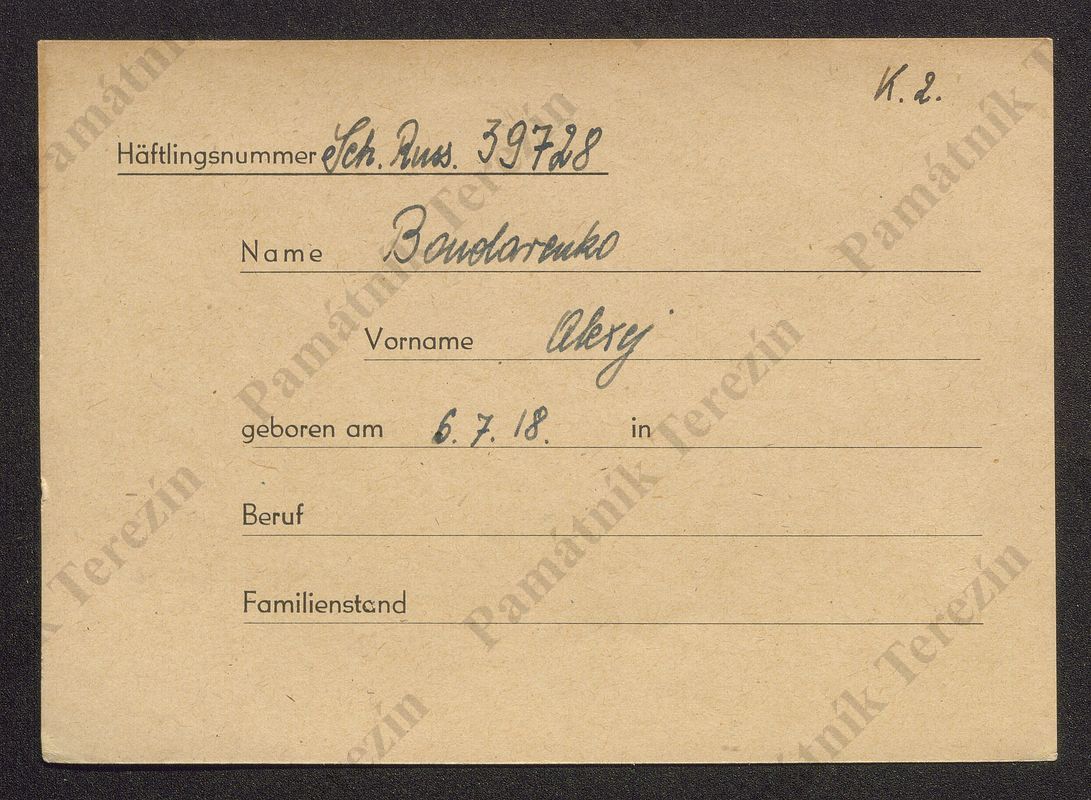 K. 2.
Häftlingsnummer Sch. Russ. 39728
Name Bondarenko
Vorname Alexej
geboren am 6. 7. 18. in
Beruf
Familienstand
Památník Terezín